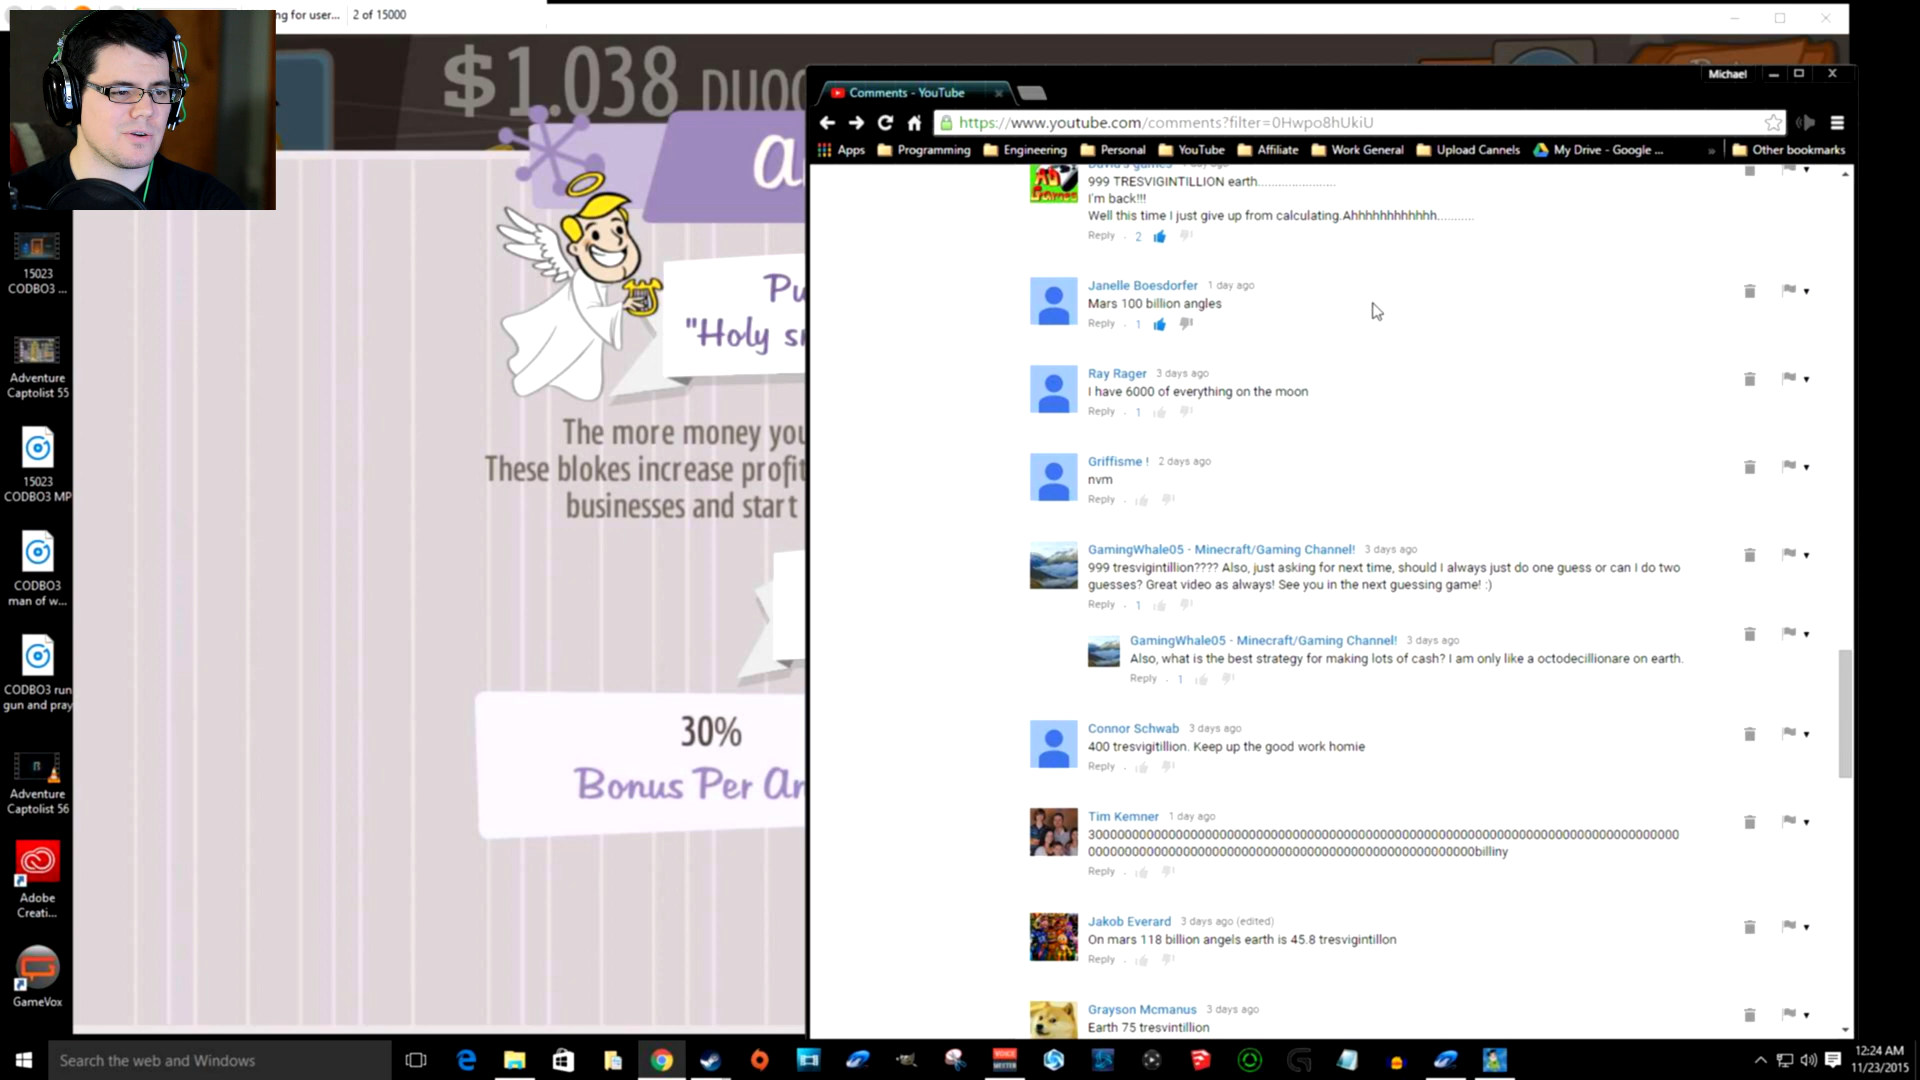 ng for user... 2 of 15000
$1.038 DUOD
"Holy s
The more money you
These blokes increase profit
businesses and start
30%
Bonus Per An
Michael
Comments - YouTube
https://www.youtube.com/comments?filter=0Hwpo8hUkiU
Apps Programming Engineering Personal YouTube Affiliate Work General Upload Cannels My Drive - Google ... » Other bookmarks
999 TRESVIGINTILLION earth......................
I'm back!!!
Well this time I just give up from calculating.Ahhhhhhhhhhhh..........
Reply · 2
Janelle Boesdorfer 1 day ago
Mars 100 billion angles
Reply · 1
Ray Rager 3 days ago
I have 6000 of everything on the moon
Reply · 1
Griffisme ! 2 days ago
nvm
Reply ·
GamingWhale05 - Minecraft/Gaming Channel! 3 days ago
999 tresvigintillion???? Also, just asking for next time, should I always just do one guess or can I do two
guesses? Great video as always! See you in the next guessing game! :)
Reply · 1
GamingWhale05 - Minecraft/Gaming Channel! 3 days ago
Also, what is the best strategy for making lots of cash? I am only like a octodecillionare on earth.
Reply · 1
Connor Schwab 3 days ago
400 tresvigitillion. Keep up the good work homie
Reply ·
Tim Kemner 1 day ago
billiny
Reply ·
Jakob Everard 3 days ago (edited)
On mars 118 billion angels earth is 45.8 tresvigintillon
Reply ·
Grayson Mcmanus 3 days ago
Earth 75 tresvintillion
15023
CODBO3 ...
Adventure
Captolist 55
15023
CODBO3 MP
CODBO3
man of w...
CODBO3 run
gun and pray
Adventure
Captolist 56
Adobe
Creati...
GameVox
Search the web and Windows
12:24 AM
11/23/2015